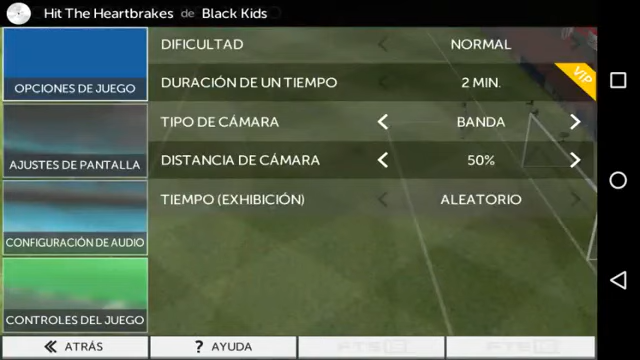 Hit The Heartbrakes de Black Kids
OPCIONES DE JUEGO
AJUSTES DE PANTALLA
CONFIGURACIÓN DE AUDIO
CONTROLES DEL JUEGO
DIFICULTAD NORMAL
DURACIÓN DE UN TIEMPO 2 MIN.
VIP
TIPO DE CÁMARA BANDA
DISTANCIA DE CÁMARA 50%
TIEMPO (EXHIBICIÓN) ALEATORIO
ATRÁS
? AYUDA